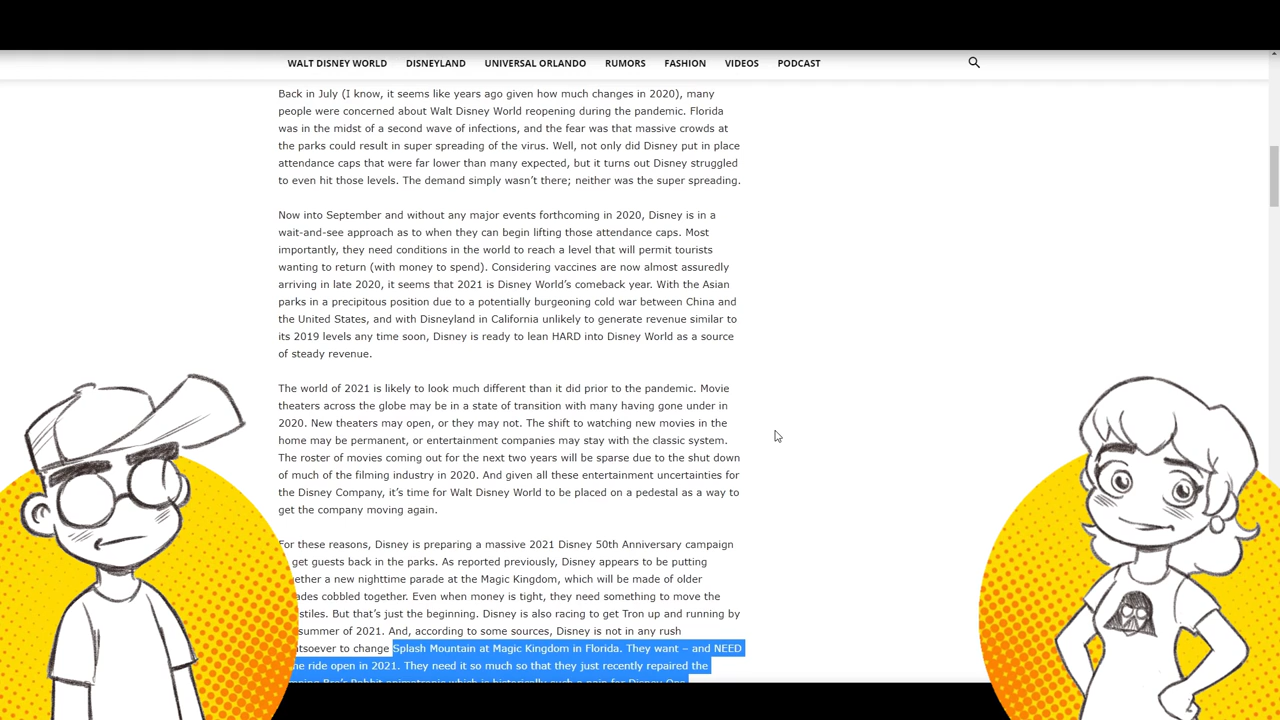 WALT DISNEY WORLD DISNEYLAND UNIVERSAL ORLANDO RUMORS FASHION VIDEOS PODCAST
Back in July (I know, it seems like years ago given how much changes in 2020), many
people were concerned about Walt Disney World reopening during the pandemic. Florida
was in the midst of a second wave of infections, and the fear was that massive crowds at
the parks could result in super spreading of the virus. Well, not only did Disney put in place
attendance caps that were far lower than many expected, but it turns out Disney struggled
to even hit those levels. The demand simply wasn’t there; neither was the super spreading.
Now into September and without any major events forthcoming in 2020, Disney is in a
wait-and-see approach as to when they can begin lifting those attendance caps. Most
importantly, they need conditions in the world to reach a level that will permit tourists
wanting to return (with money to spend). Considering vaccines are now almost assuredly
arriving in late 2020, it seems that 2021 is Disney World’s comeback year. With the Asian
parks in a precipitous position due to a potentially burgeoning cold war between China and
the United States, and with Disneyland in California unlikely to generate revenue similar to
its 2019 levels any time soon, Disney is ready to lean HARD into Disney World as a source
of steady revenue.
The world of 2021 is likely to look much different than it did prior to the pandemic. Movie
theaters across the globe may be in a state of transition with many having gone under in
2020. New theaters may open, or they may not. The shift to watching new movies in the
home may be permanent, or entertainment companies may stay with the classic system.
The roster of movies coming out for the next two years will be sparse due to the shut down
of much of the filming industry in 2020. And given all these entertainment uncertainties for
the Disney Company, it’s time for Walt Disney World to be placed on a pedestal as a way to
get the company moving again.
For these reasons, Disney is preparing a massive 2021 Disney 50th Anniversary campaign
get guests back in the parks. As reported previously, Disney appears to be putting
ether a new nighttime parade at the Magic Kingdom, which will be made of older
ades cobbled together. Even when money is tight, they need something to move the
stiles. But that’s just the beginning. Disney is also racing to get Tron up and running by
summer of 2021. And, according to some sources, Disney is not in any rush
atsoever to change Splash Mountain at Magic Kingdom in Florida. They want – and NEED
ne ride open in 2021. They need it so much so that they just recently repaired the